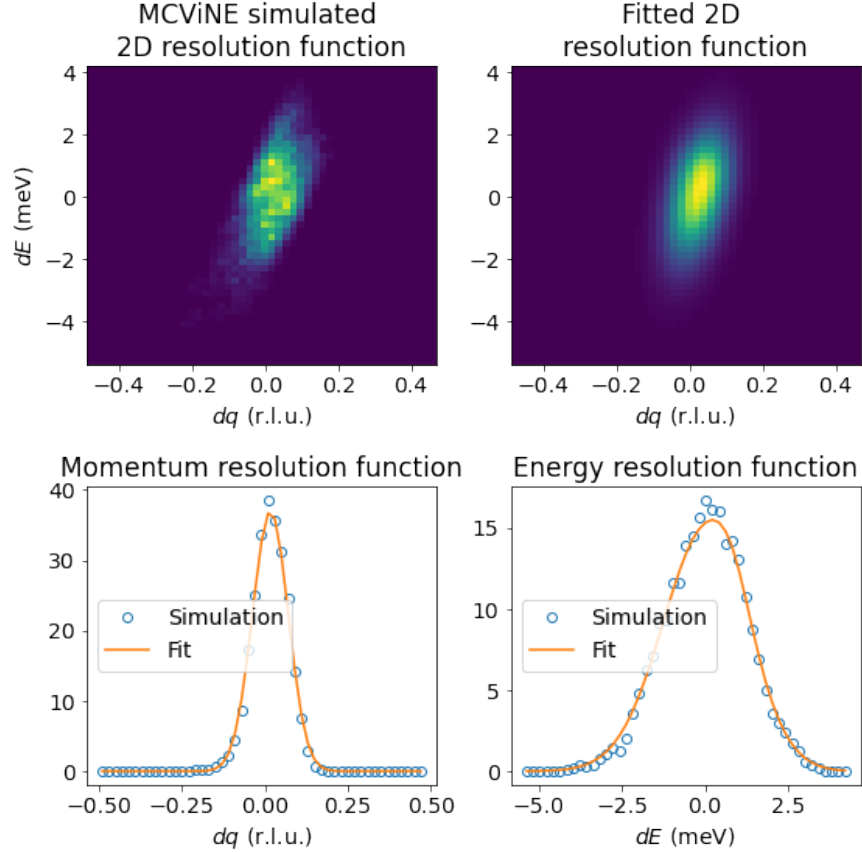 MCViNE simulated
2D resolution function
Fitted 2D
resolution function
4
2
0
−2
−4
dE (meV)
−0.4 −0.2 0.0 0.2 0.4
dq (r.l.u.)
4
2
0
−2
−4
−0.4 −0.2 0.0 0.2 0.4
dq (r.l.u.)
Momentum resolution function
40
30
20
10
0
Simulation
Fit
−0.50 −0.25 0.00 0.25 0.50
dq (r.l.u.)
Energy resolution function
15
10
5
0
Simulation
Fit
−5.0 −2.5 0.0 2.5
dE (meV)